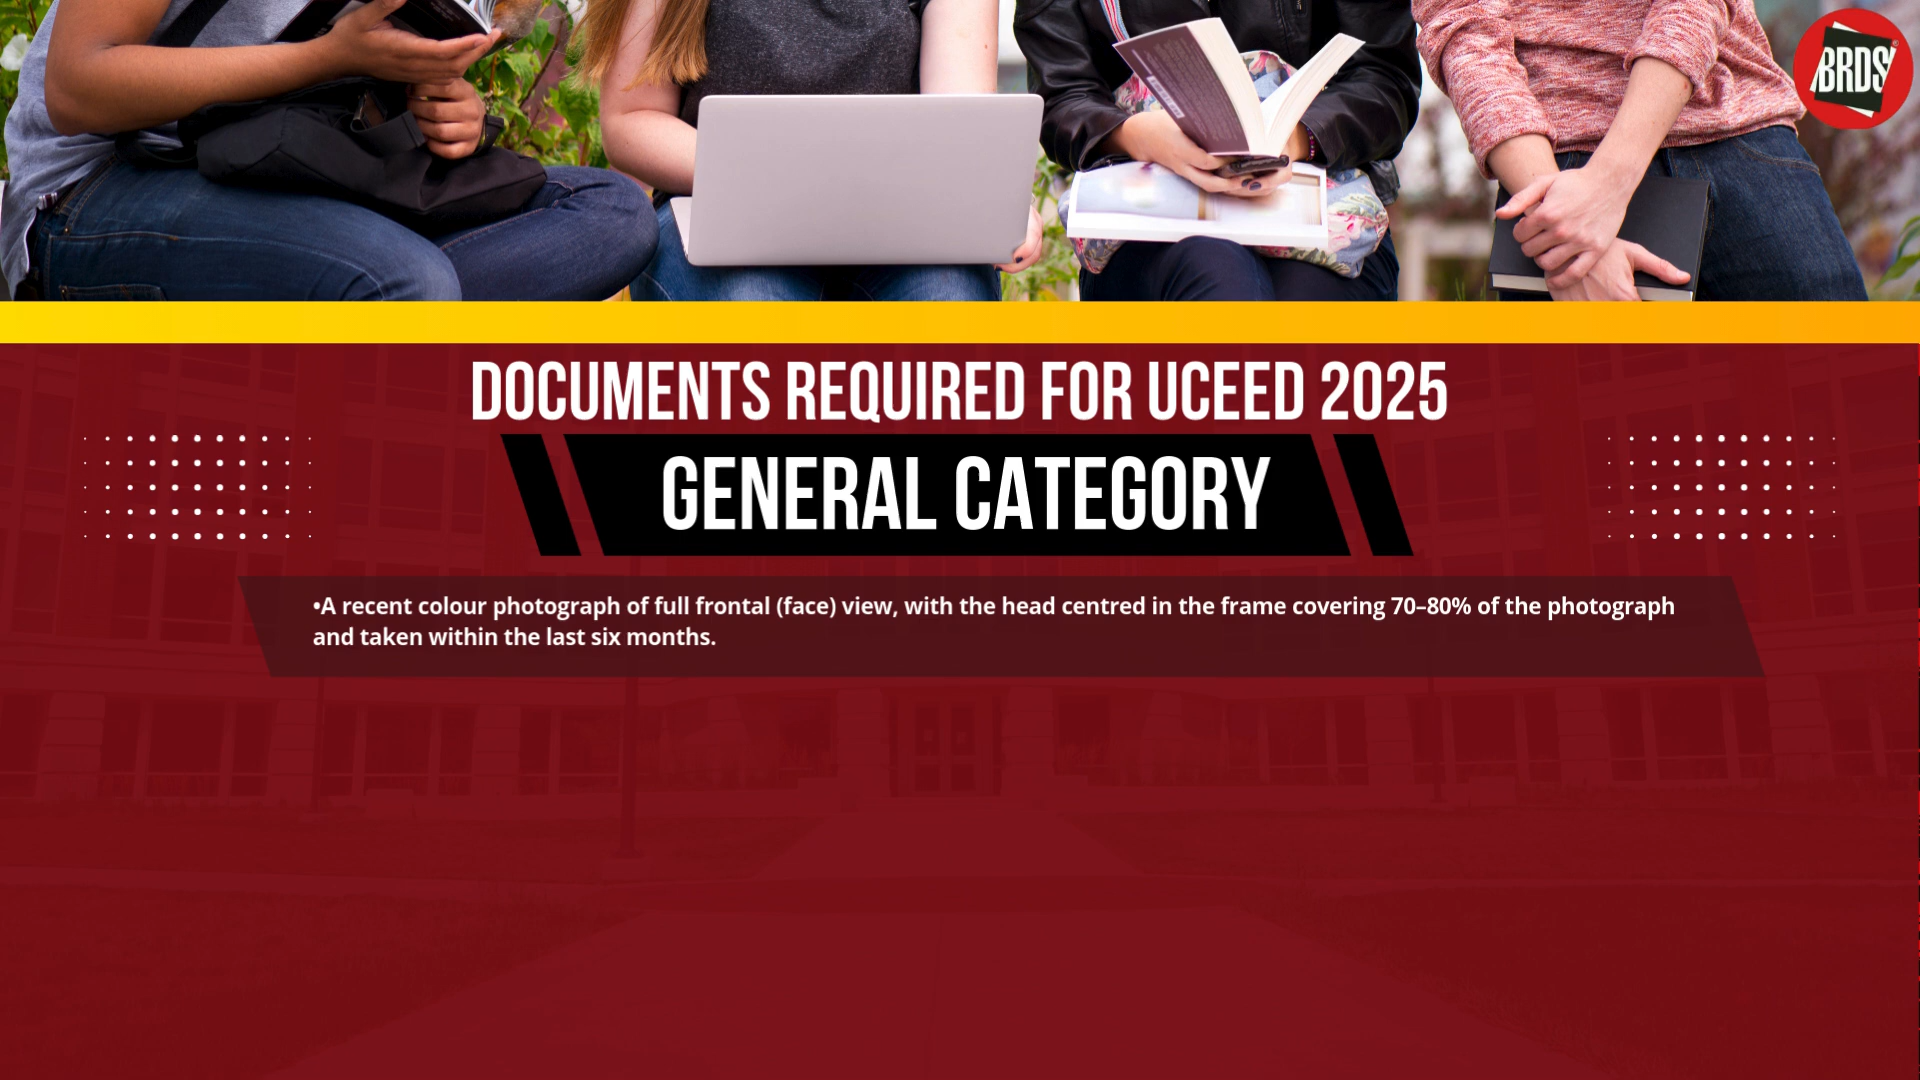 BRDS
DOCUMENTS REQUIRED FOR UCEED 2025
GENERAL CATEGORY
•A recent colour photograph of full frontal (face) view, with the head centred in the frame covering 70–80% of the photograph
and taken within the last six months.